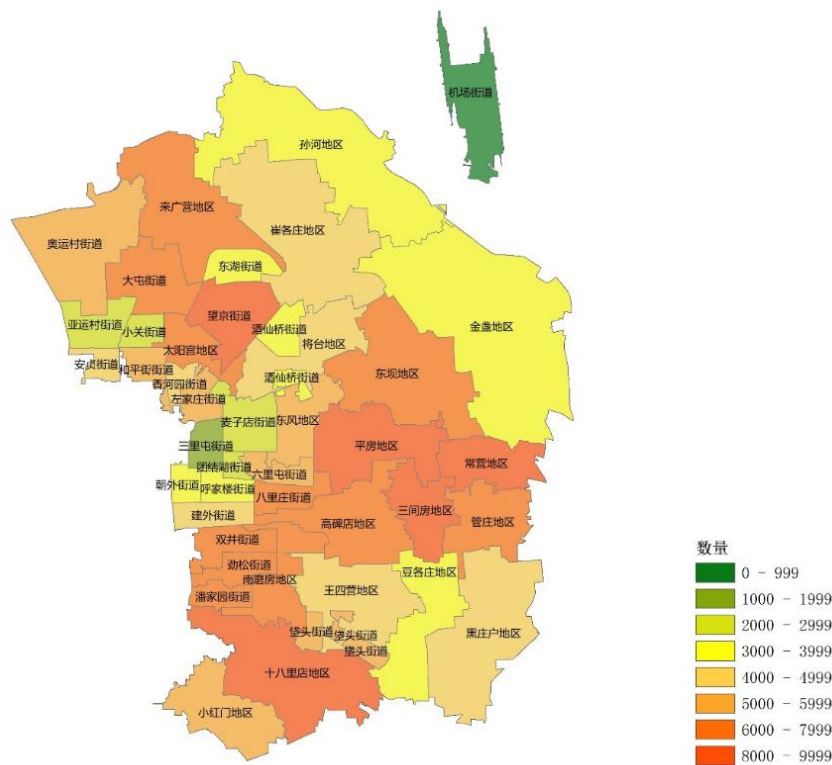 机场街道
孙河地区
来广营地区
崔各庄地区
奥运村街道
东湖街道
大屯街道
望京街道
酒仙桥街道
金盏地区
亚运村街道
小关街道
太阳宫地区
将台地区
安贞街道
和平街街道
香河园街道
酒仙桥街道
东坝地区
左家庄街道
麦子店街道
东风地区
三里屯街道
平房地区
团结湖街道
六里屯街道
常营地区
朝外街道
呼家楼街道
八里庄街道
三间房地区
建外街道
高碑店地区
管庄地区
双井街道
劲松街道
南磨房地区
豆各庄地区
潘家园街道
王四营地区
垡头街道
垡头街道
垡头街道
黑庄户地区
十八里店地区
小红门地区
数量
0 - 999
1000 - 1999
2000 - 2999
3000 - 3999
4000 - 4999
5000 - 5999
6000 - 7999
8000 - 9999